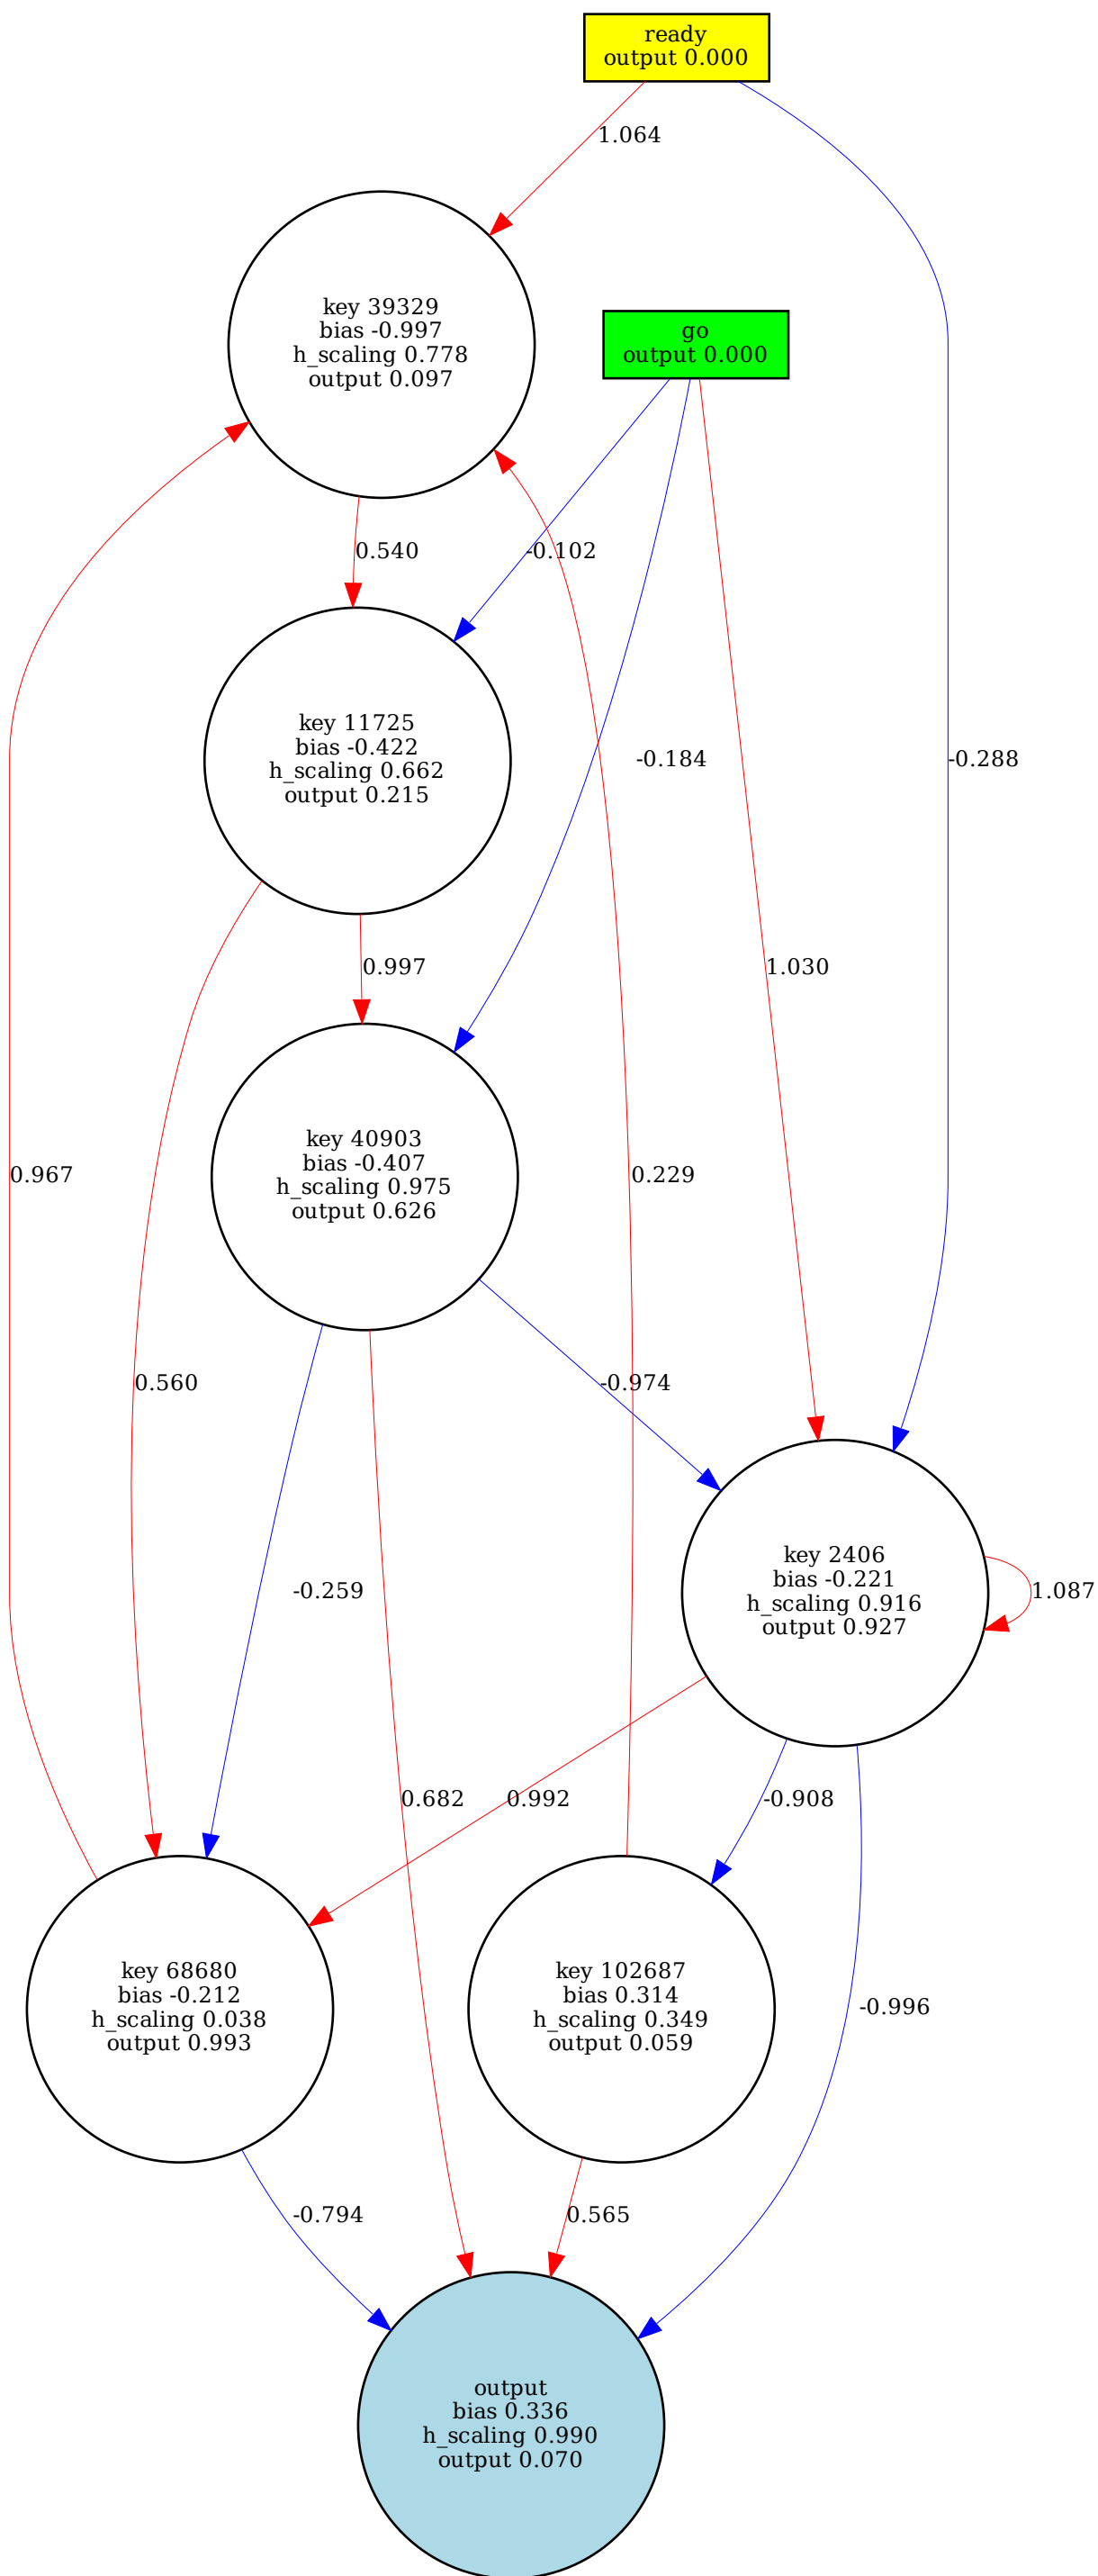 ready
output 0.000
1.064
key 39329
bias -0.997
h_scaling 0.778
output 0.097
go
output 0.000
0.540
-0.102
key 11725
bias -0.422
h_scaling 0.662
output 0.215
-0.184
-0.288
0.997
1.030
key 40903
bias -0.407
h_scaling 0.975
output 0.626
0.967
0.229
0.560
-0.974
key 2406
bias -0.221
h_scaling 0.916
output 0.927
-0.259
1.087
0.682
0.992
-0.908
key 68680
bias -0.212
h_scaling 0.038
output 0.993
key 102687
bias 0.314
h_scaling 0.349
output 0.059
-0.996
-0.794
0.565
output
bias 0.336
h_scaling 0.990
output 0.070